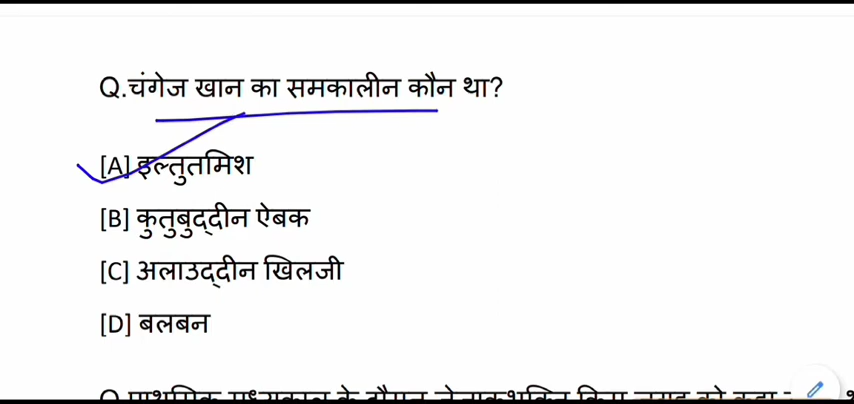 Q.चंगेज खान का समकालीन कौन था?
[A] इल्तुतमिश
[B] कुतुबुद्दीन ऐबक
[C] अलाउद्दीन खिलजी
[D] बलबन